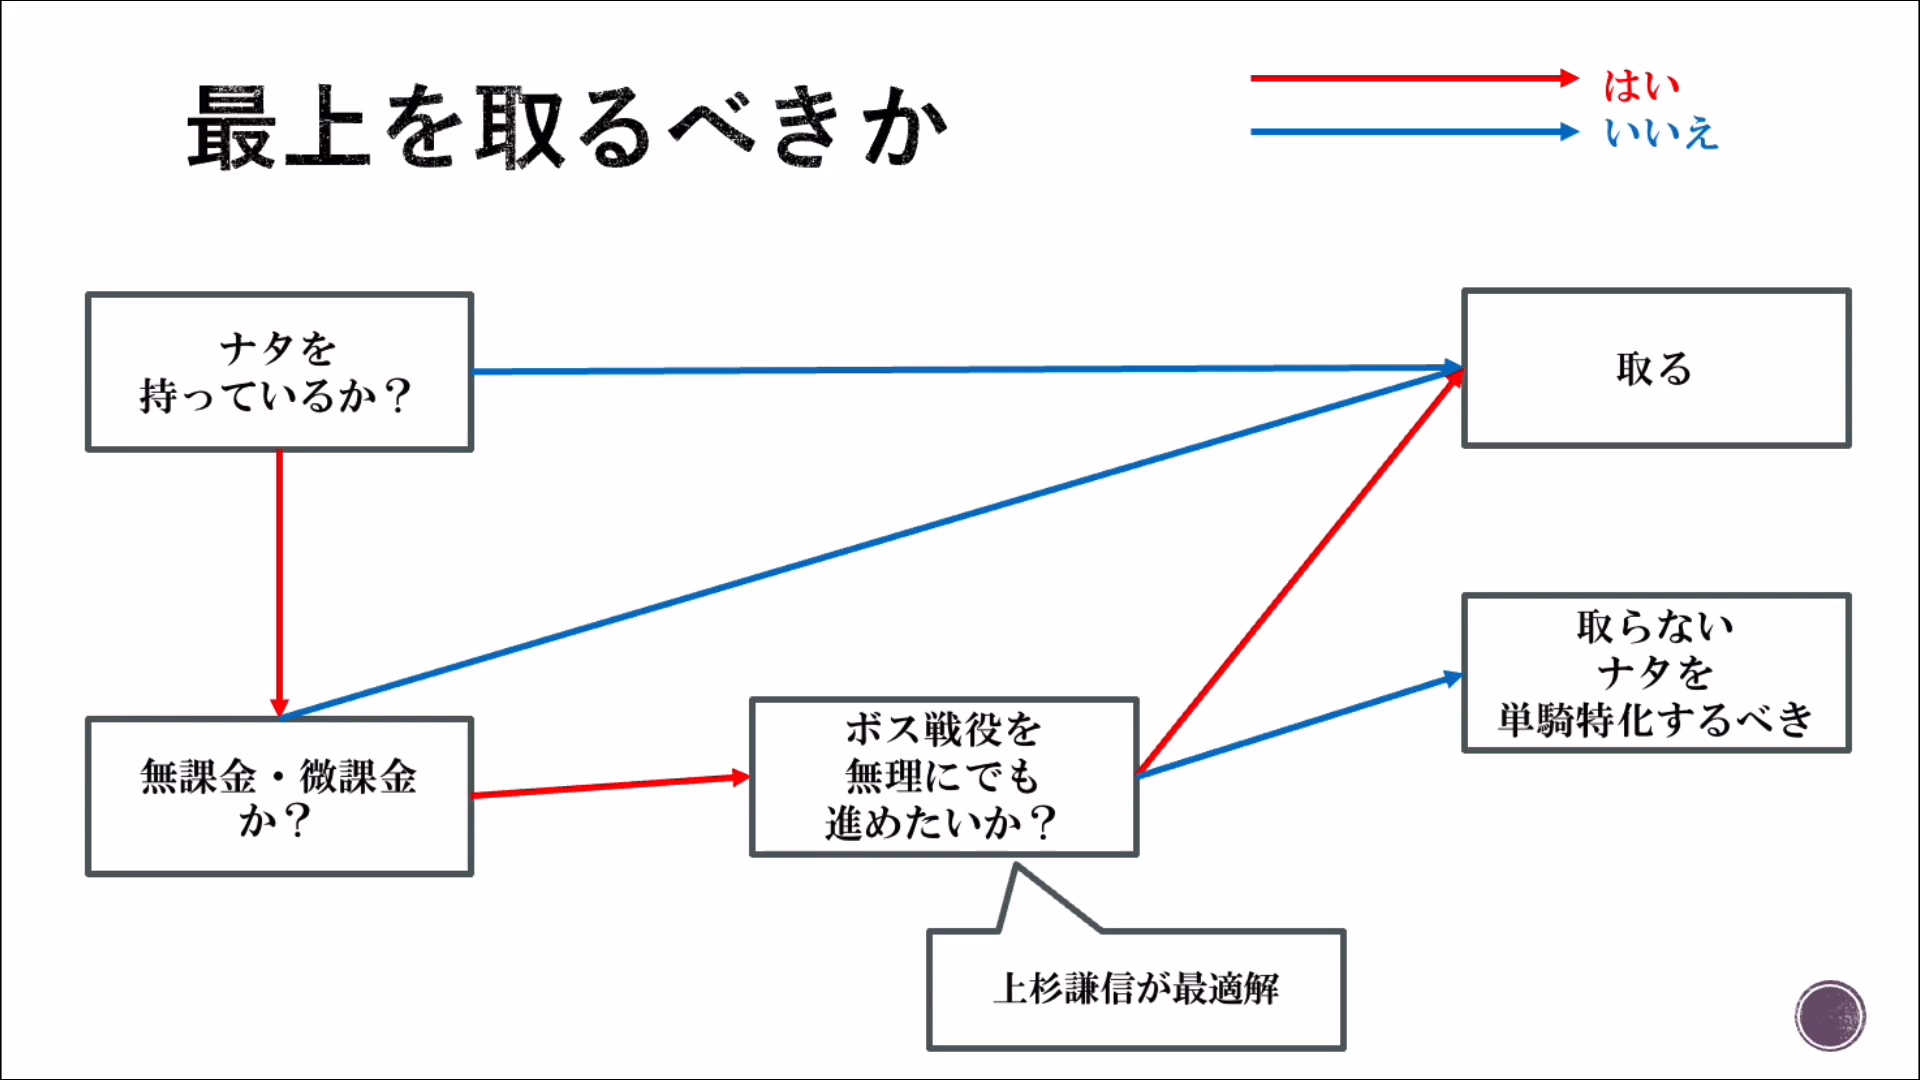 最上を取るべきか
はい
いいえ
ナタを
持っているか？
取る
取らない
ナタを
単騎特化するべき
無課金・微課金
か？
ボス戦役を
無理にでも
進めたいか？
上杉謙信が最適解